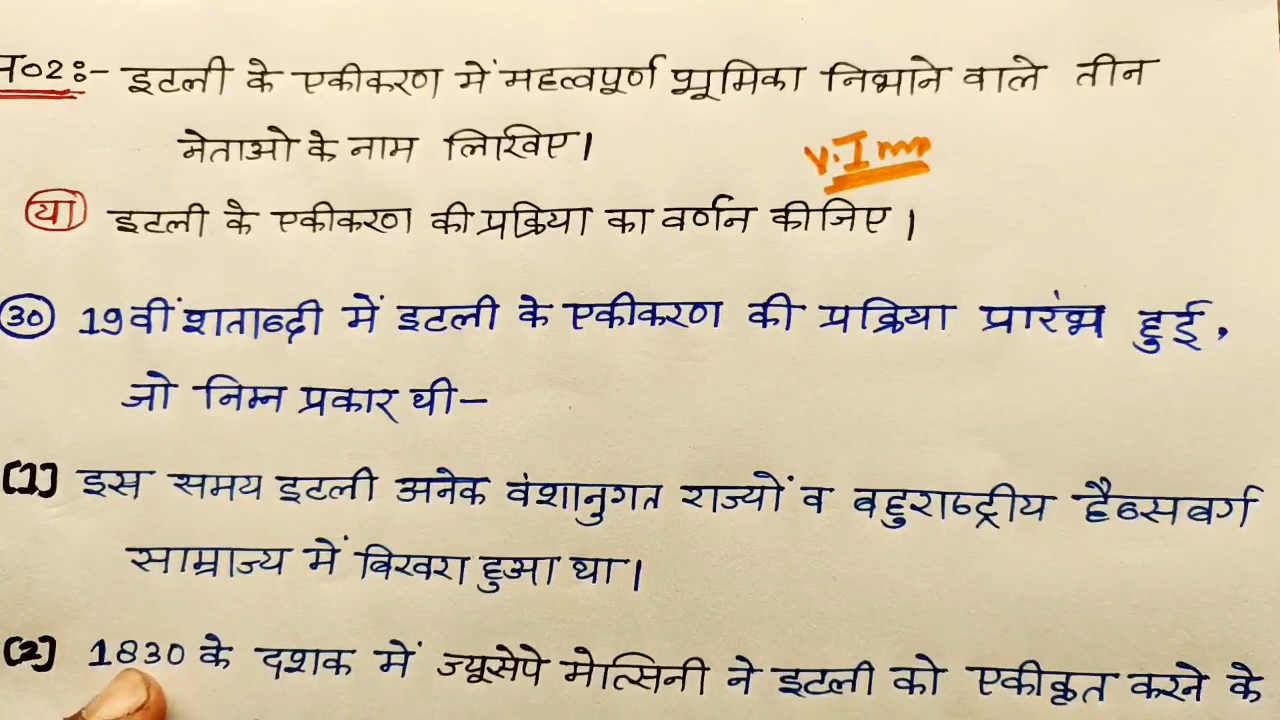 प्र02:- इटली के एकीकरण में महत्वपूर्ण भूमिका निभाने वाले तीन
नेताओ के नाम लिखिए।
V.Imp
(या) इटली के एकीकरण की प्रक्रिया का वर्णन कीजिए।
(उ0) 19वीं शताब्दी में इटली के एकीकरण की प्रक्रिया प्रारंभ हुई,
जो निम्न प्रकार थी-
[1] इस समय इटली अनेक वंशानुगत राज्यों व बहुराष्ट्रीय हैब्सबर्ग
साम्राज्य में बिखरा हुआ था।
[2] 1830 के दशक में ज्यूसेपे मेत्सिनी ने इटली को एकीकृत करने के